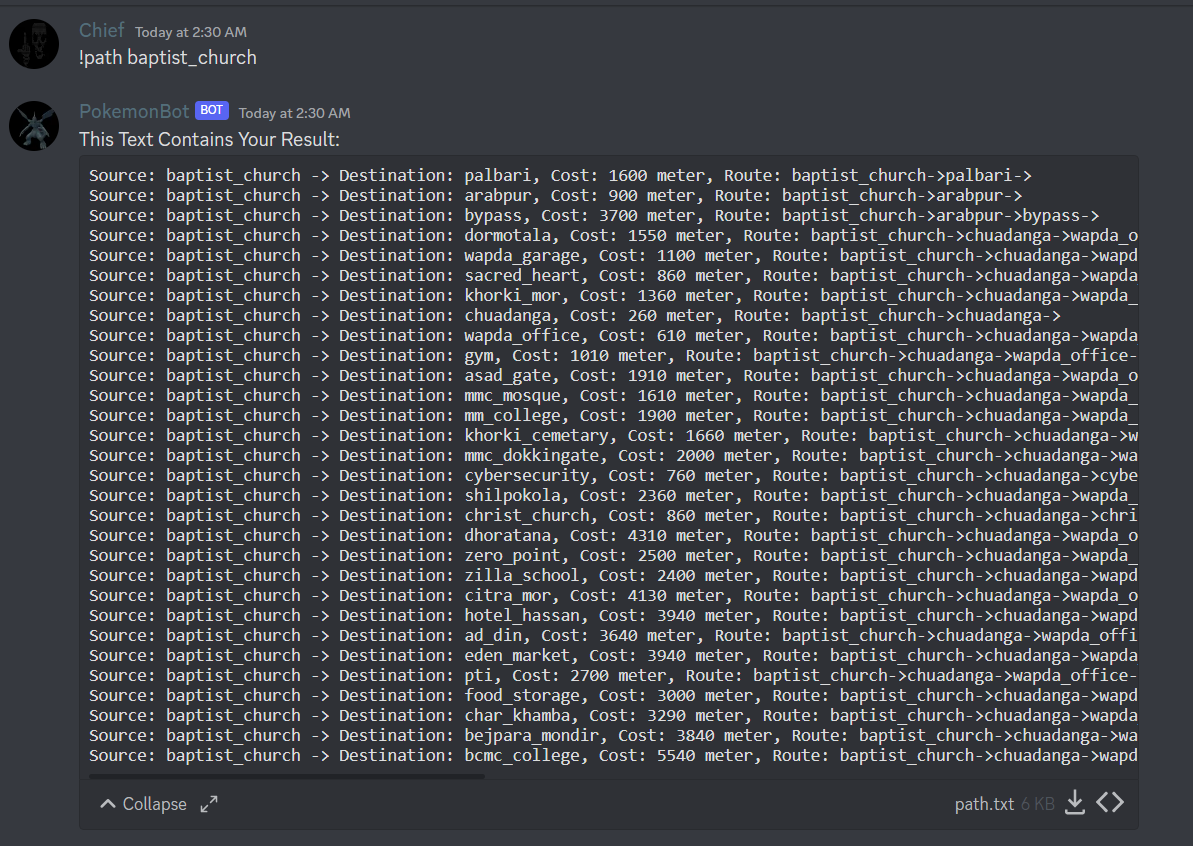 Chief Today at 2:30 AM
!path baptist_church
PokemonBot BOT Today at 2:30 AM
This Text Contains Your Result:
Source: baptist_church -> Destination: palbari, Cost: 1600 meter, Route: baptist_church->palbari->
Source: baptist_church -> Destination: arabpur, Cost: 900 meter, Route: baptist_church->arabpur->
Source: baptist_church -> Destination: bypass, Cost: 3700 meter, Route: baptist_church->arabpur->bypass->
Source: baptist_church -> Destination: dormotala, Cost: 1550 meter, Route: baptist_church->chuadanga->wapda_o
Source: baptist_church -> Destination: wapda_garage, Cost: 1100 meter, Route: baptist_church->chuadanga->wapd
Source: baptist_church -> Destination: sacred_heart, Cost: 860 meter, Route: baptist_church->chuadanga->wapda
Source: baptist_church -> Destination: khorki_mor, Cost: 1360 meter, Route: baptist_church->chuadanga->wapda_
Source: baptist_church -> Destination: chuadanga, Cost: 260 meter, Route: baptist_church->chuadanga->
Source: baptist_church -> Destination: wapda_office, Cost: 610 meter, Route: baptist_church->chuadanga->wapda
Source: baptist_church -> Destination: gym, Cost: 1010 meter, Route: baptist_church->chuadanga->wapda_office-
Source: baptist_church -> Destination: asad_gate, Cost: 1910 meter, Route: baptist_church->chuadanga->wapda_o
Source: baptist_church -> Destination: mmc_mosque, Cost: 1610 meter, Route: baptist_church->chuadanga->wapda_
Source: baptist_church -> Destination: mm_college, Cost: 1900 meter, Route: baptist_church->chuadanga->wapda_
Source: baptist_church -> Destination: khorki_cemetary, Cost: 1660 meter, Route: baptist_church->chuadanga->w
Source: baptist_church -> Destination: mmc_dokkingate, Cost: 2000 meter, Route: baptist_church->chuadanga->wa
Source: baptist_church -> Destination: cybersecurity, Cost: 760 meter, Route: baptist_church->chuadanga->cybe
Source: baptist_church -> Destination: shilpokola, Cost: 2360 meter, Route: baptist_church->chuadanga->wapda_
Source: baptist_church -> Destination: christ_church, Cost: 860 meter, Route: baptist_church->chuadanga->chri
Source: baptist_church -> Destination: dhoratana, Cost: 4310 meter, Route: baptist_church->chuadanga->wapda_o
Source: baptist_church -> Destination: zero_point, Cost: 2500 meter, Route: baptist_church->chuadanga->wapda_
Source: baptist_church -> Destination: zilla_school, Cost: 2400 meter, Route: baptist_church->chuadanga->wapd
Source: baptist_church -> Destination: citra_mor, Cost: 4130 meter, Route: baptist_church->chuadanga->wapda_o
Source: baptist_church -> Destination: hotel_hassan, Cost: 3940 meter, Route: baptist_church->chuadanga->wapd
Source: baptist_church -> Destination: ad_din, Cost: 3640 meter, Route: baptist_church->chuadanga->wapda_offi
Source: baptist_church -> Destination: eden_market, Cost: 3940 meter, Route: baptist_church->chuadanga->wapda
Source: baptist_church -> Destination: pti, Cost: 2700 meter, Route: baptist_church->chuadanga->wapda_office-
Source: baptist_church -> Destination: food_storage, Cost: 3000 meter, Route: baptist_church->chuadanga->wapd
Source: baptist_church -> Destination: char_khamba, Cost: 3290 meter, Route: baptist_church->chuadanga->wapda
Source: baptist_church -> Destination: bejpara_mondir, Cost: 3840 meter, Route: baptist_church->chuadanga->wa
Source: baptist_church -> Destination: bcmc_college, Cost: 5540 meter, Route: baptist_church->chuadanga->wapd
Collapse path.txt 6 KB